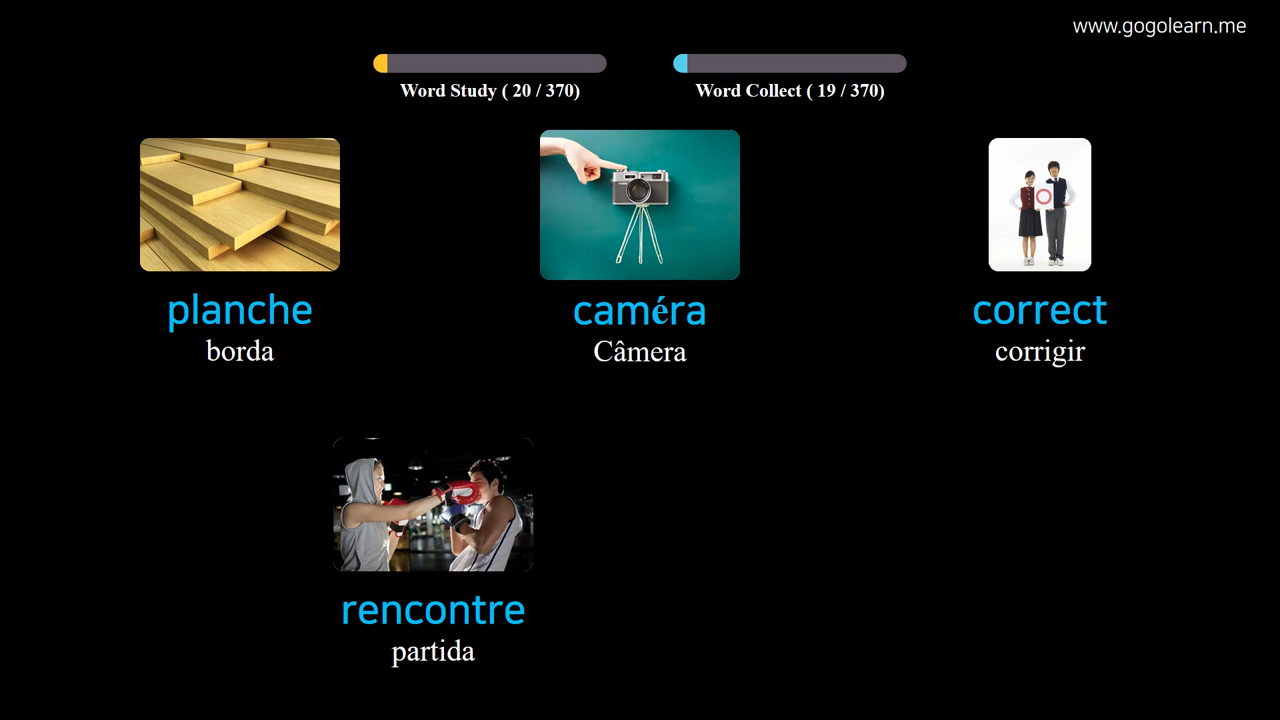 www.gogolearn.me
Word Study ( 20 / 370)
Word Collect ( 19 / 370)
planche
borda
caméra
Câmera
correct
corrigir
rencontre
partida